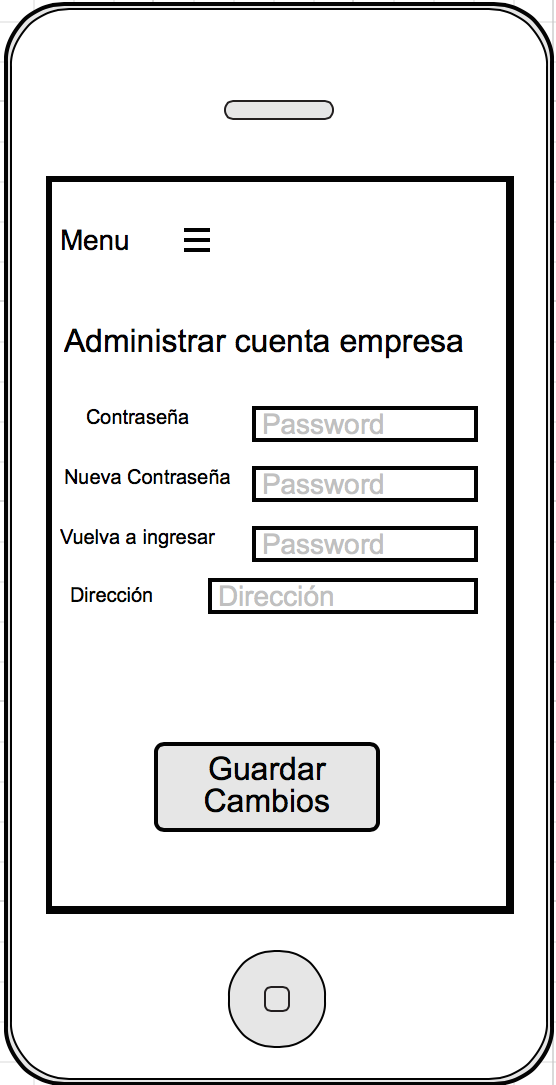 Menu
Administrar cuenta empresa
Contraseña
Password
Nueva Contraseña
Password
Vuelva a ingresar
Password
Dirección
Dirección
Guardar
Cambios